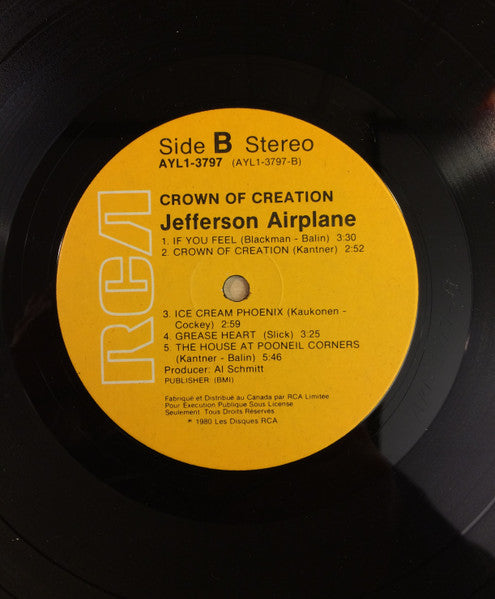 RCA
Side B Stereo
AYL1-3797 (AYL1-3797-B)
CROWN OF CREATION
Jefferson Airplane
1. IF YOU FEEL (Blackman - Balin) 3:30
2. CROWN OF CREATION (Kantner) 2:52
3. ICE CREAM PHOENIX (Kaukonen -
Cockey) 2:59
4. GREASE HEART (Slick) 3:25
5. THE HOUSE AT POONEIL CORNERS
(Kantner - Balin) 5:46
Producer: Al Schmitt
PUBLISHER (BMI)
Fabriqué et Distribué au Canada par RCA Limitee
Pour Execution Publique Sous License
Seulement. Tous Droits Réservés.
* 1980 Les Disques RCA